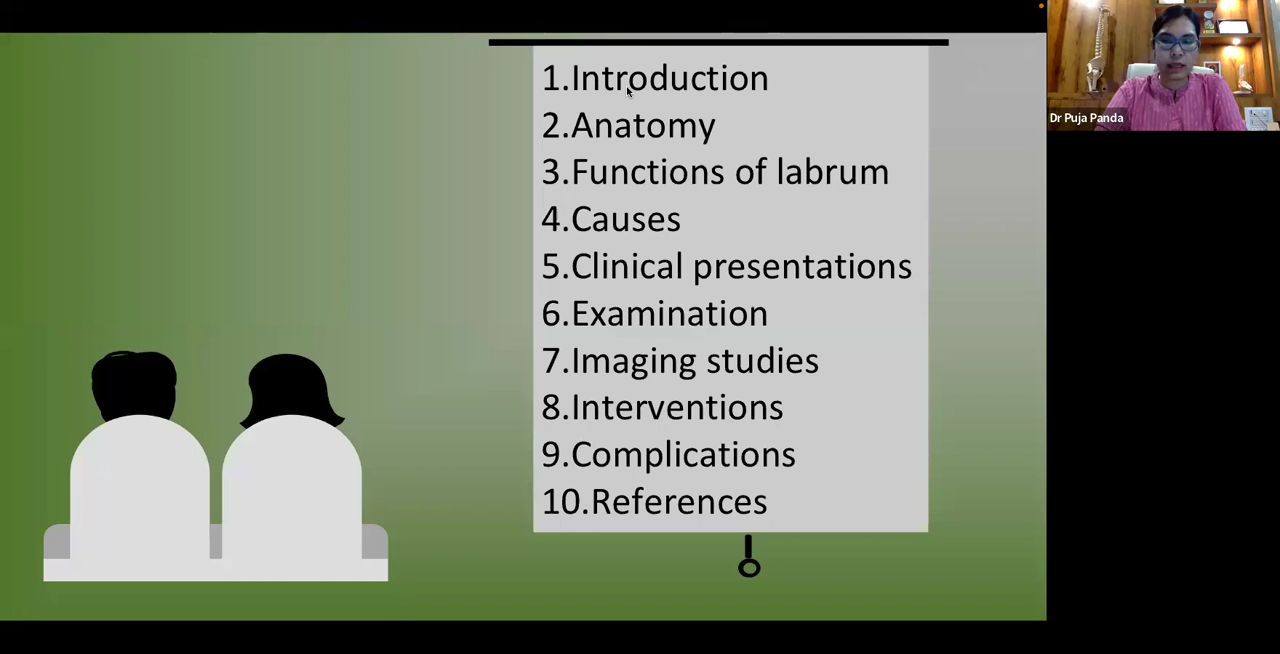 1.Introduction
2.Anatomy
3.Functions of labrum
4.Causes
5.Clinical presentations
6.Examination
7.Imaging studies
8.Interventions
9.Complications
10.References
Dr Puja Panda